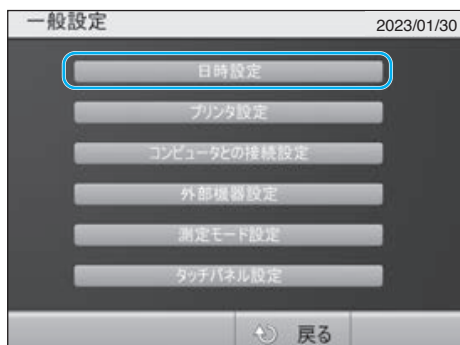 一般設定
2023/01/30
日時設定
プリンタ設定
コンピュータとの接続設定
外部機器設定
測定モード設定
タッチパネル設定
戻る